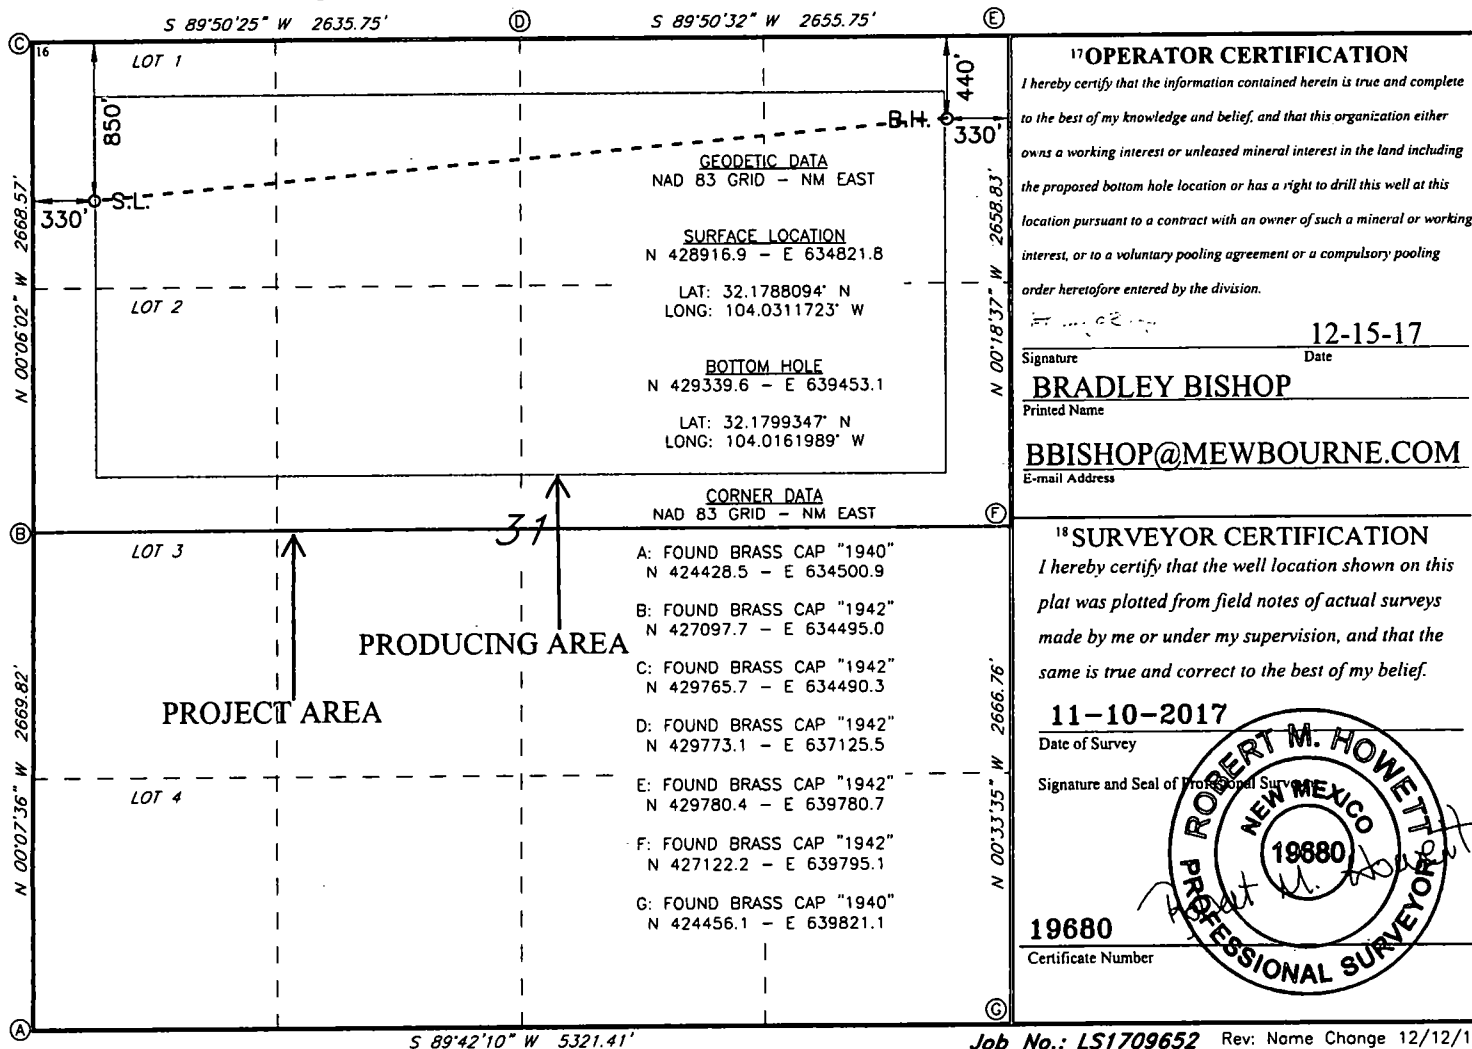 S 89°50'25" W 2635.75'
D
S 89°50'32" W 2655.75'
E
C
16
LOT 1
850'
440'
B.H.
330'
S.L.
330'
GEODETIC DATA
NAD 83 GRID - NM EAST
SURFACE LOCATION
N 428916.9 - E 634821.8
LAT: 32.1788094° N
LONG: 104.0311723° W
N 00°06'02" W 2668.57'
N 00°18'37" W 2658.83'
LOT 2
BOTTOM HOLE
N 429339.6 - E 639453.1
LAT: 32.1799347° N
LONG: 104.0161989° W
CORNER DATA
NAD 83 GRID - NM EAST
F
B
31
LOT 3
A: FOUND BRASS CAP "1940"
N 424428.5 - E 634500.9
B: FOUND BRASS CAP "1942"
N 427097.7 - E 634495.0
C: FOUND BRASS CAP "1942"
N 429765.7 - E 634490.3
D: FOUND BRASS CAP "1942"
N 429773.1 - E 637125.5
E: FOUND BRASS CAP "1942"
N 429780.4 - E 639780.7
F: FOUND BRASS CAP "1942"
N 427122.2 - E 639795.1
G: FOUND BRASS CAP "1940"
N 424456.1 - E 639821.1
PRODUCING AREA
PROJECT AREA
N 00°07'36" W 2669.82'
N 00°33'35" W 2666.76'
LOT 4
G
A
S 89°42'10" W 5321.41'
17 OPERATOR CERTIFICATION
I hereby certify that the information contained herein is true and complete
to the best of my knowledge and belief, and that this organization either
owns a working interest or unleased mineral interest in the land including
the proposed bottom hole location or has a right to drill this well at this
location pursuant to a contract with an owner of such a mineral or working
interest, or to a voluntary pooling agreement or a compulsory pooling
order heretofore entered by the division.
12-15-17
Signature Date
BRADLEY BISHOP
Printed Name
BBISHOP@MEWBOURNE.COM
E-mail Address
18 SURVEYOR CERTIFICATION
I hereby certify that the well location shown on this
plat was plotted from field notes of actual surveys
made by me or under my supervision, and that the
same is true and correct to the best of my belief.
11-10-2017
Date of Survey
Signature and Seal of Professional Surveyor
ROBERT M. HOWETT
NEW MEXICO
19680
PROFESSIONAL SURVEYOR
Robert M. Howett
19680
Certificate Number
Job No.: LS1709652 Rev: Name Change 12/12/1